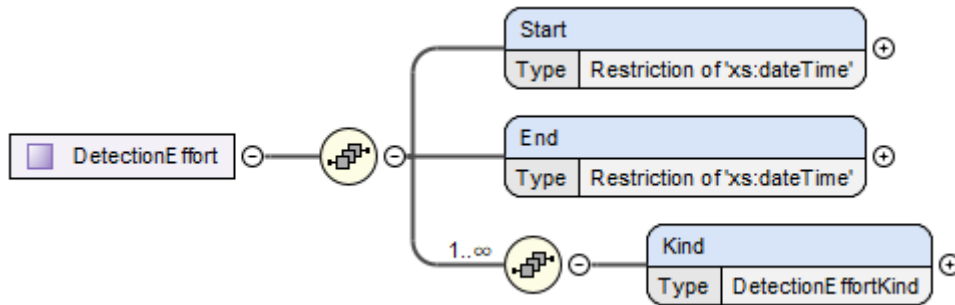 Start
Type Restriction of 'xs:dateTime'
DetectionEffort
End
Type Restriction of 'xs:dateTime'
1..∞
Kind
Type DetectionEffortKind